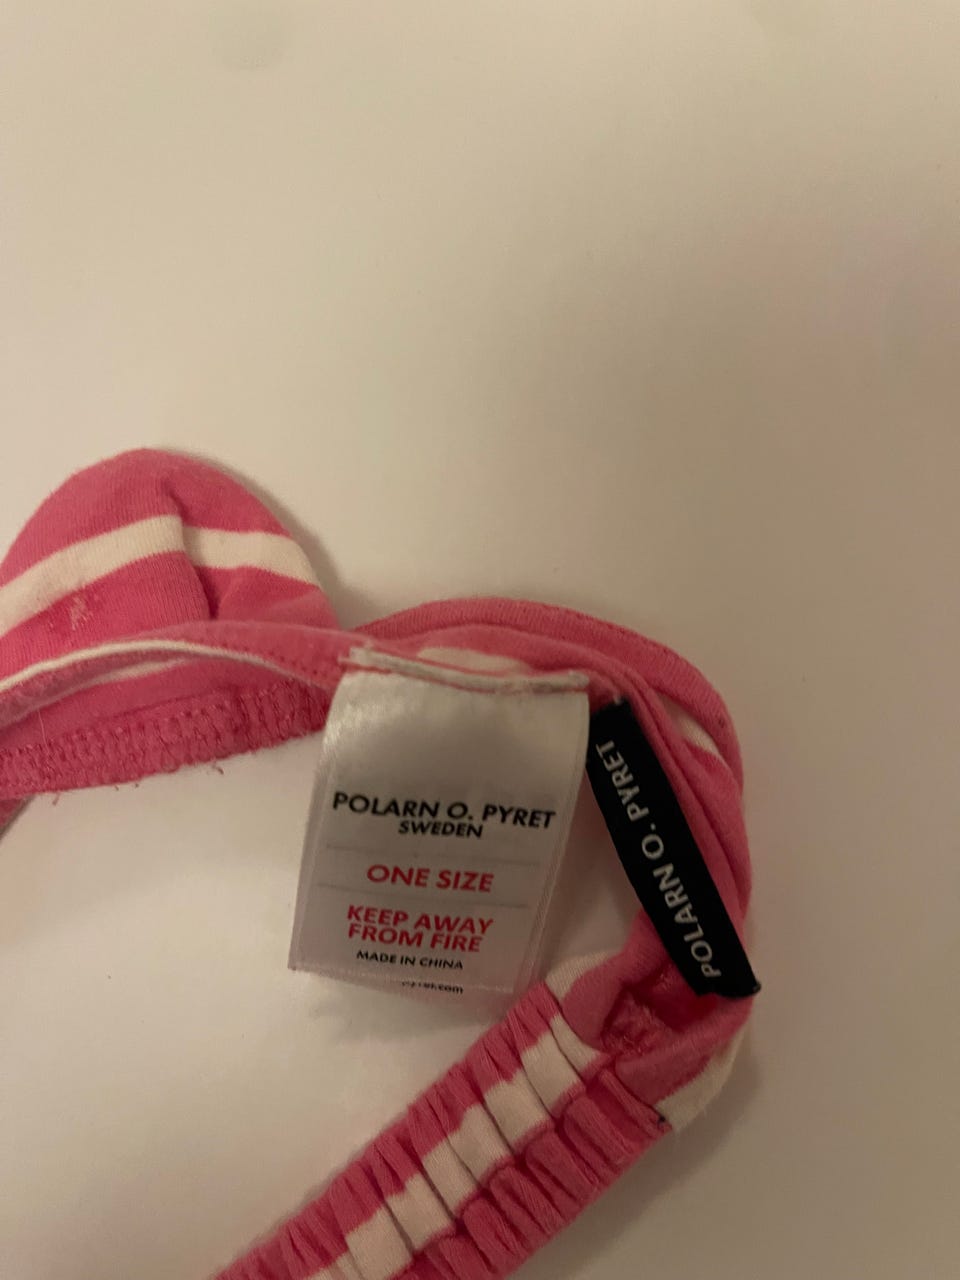 POLARN O. PYRET
SWEDEN
ONE SIZE
KEEP AWAY
FROM FIRE
MADE IN CHINA
POLARN O. PYRET